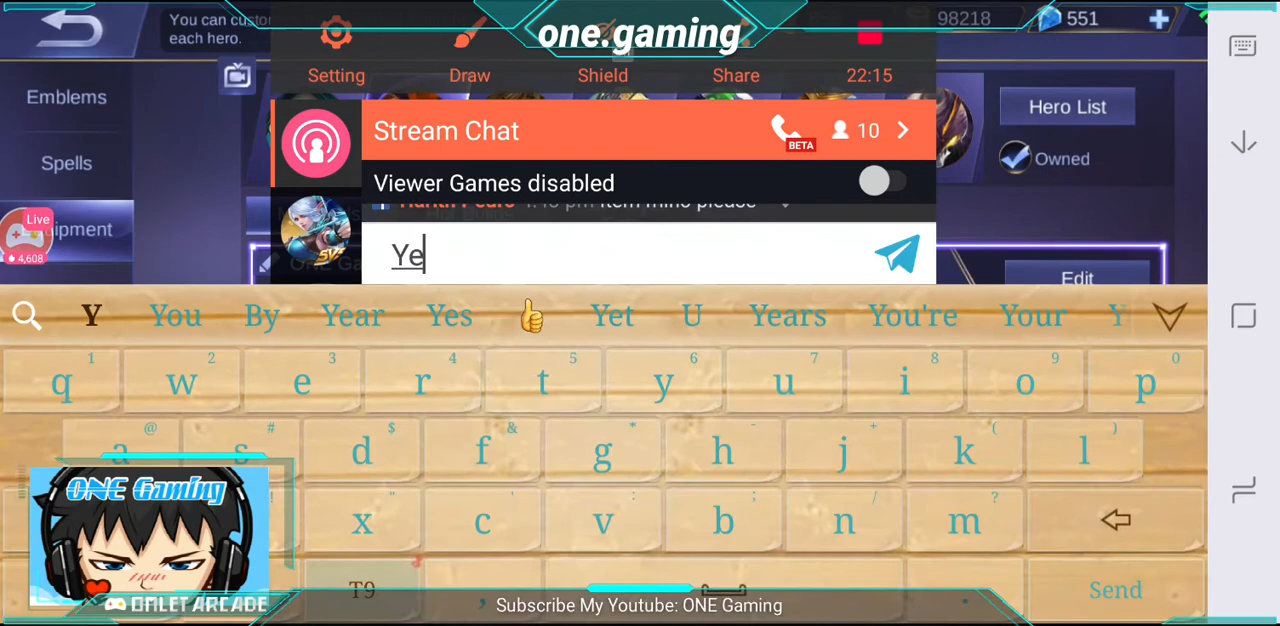 You can custo
each hero.
one.gaming
98218
551
Setting
Draw
Shield
Share
22:15
Emblems
Stream Chat
BETA
10
Hero List
Owned
Spells
Viewer Games disabled
Live
4,608
Ye
Edit
Y You By Year Yes 👍 Yet U Years You're Your Y
1 2 3 4 5 6 7 8 9 0
q w e r t y u i o p
@ # $ & * - + ( )
a s d f g h j k l
" ' : ; / ?
x c v b n m
T9 , . Send
ONE Gaming
OMLET ARCADE
Subscribe My Youtube: ONE Gaming